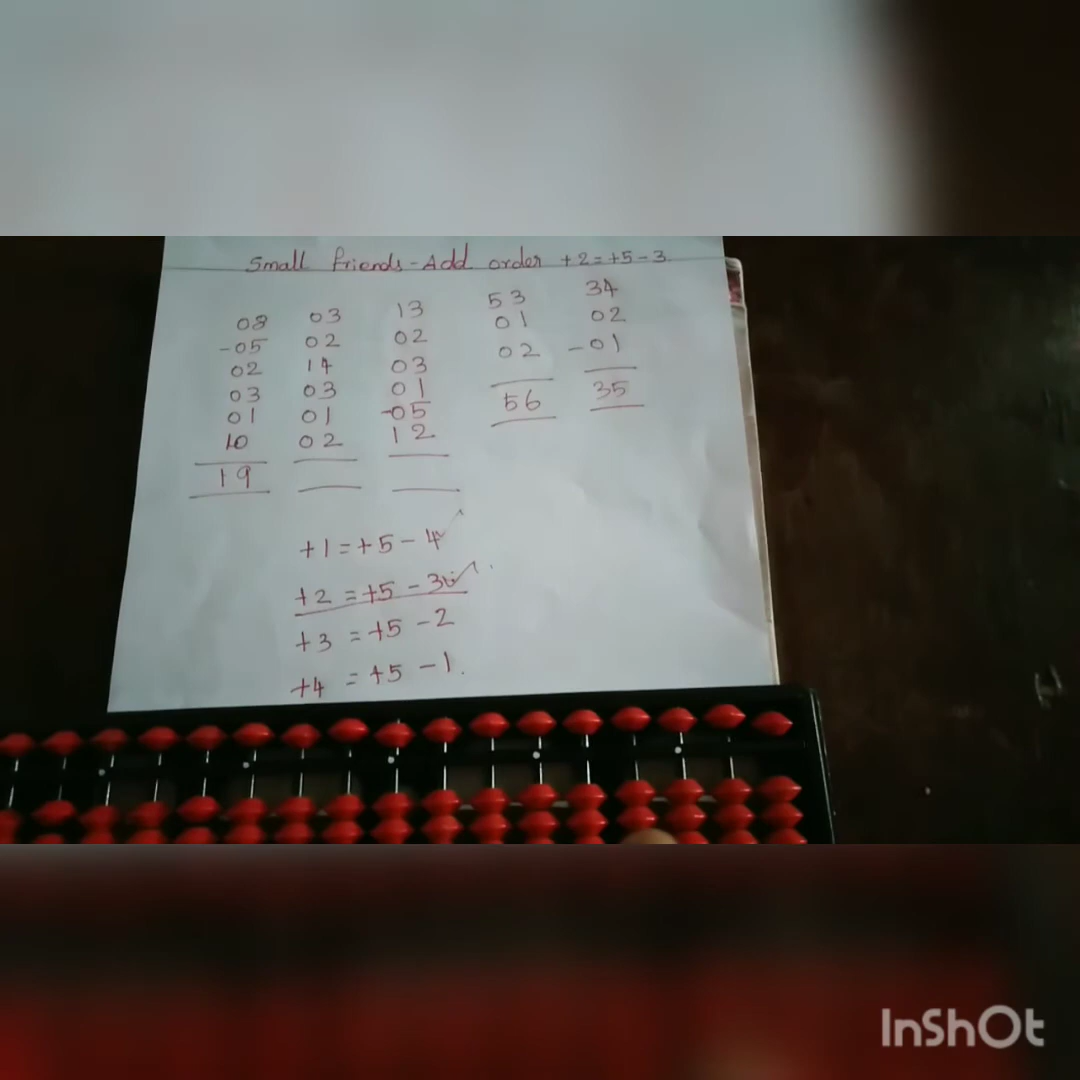 Small friends - Add order +2=+5-3
08 03 13 53 34
-05 02 02 01 02
02 14 03 02 -01
03 03 01 56 35
01 01 -05
10 02 12
19
+1=+5-4
+2=+5-3
+3=+5-2
+4=+5-1.
InShOt